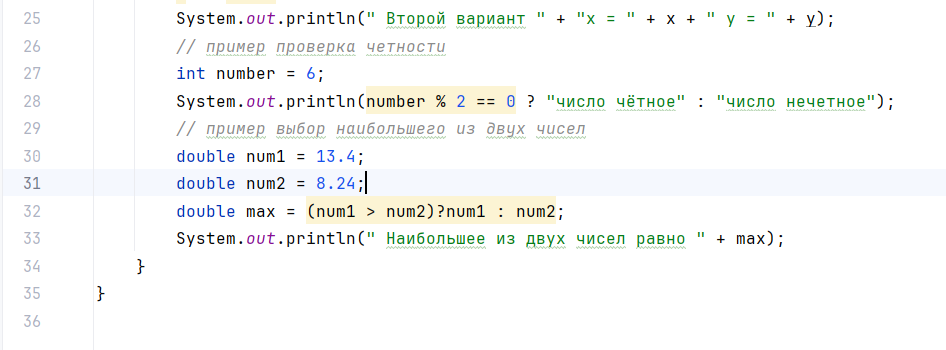 25 System.out.println(" Второй вариант " + "x = " + x + " y = " + y);
26 // пример проверка четности
27 int number = 6;
28 System.out.println(number % 2 == 0 ? "число чётное" : "число нечетное");
29 // пример выбор наибольшего из двух чисел
30 double num1 = 13.4;
31 double num2 = 8.24;
32 double max = (num1 > num2)?num1 : num2;
33 System.out.println(" Наибольшее из двух чисел равно " + max);
34 }
35 }
36